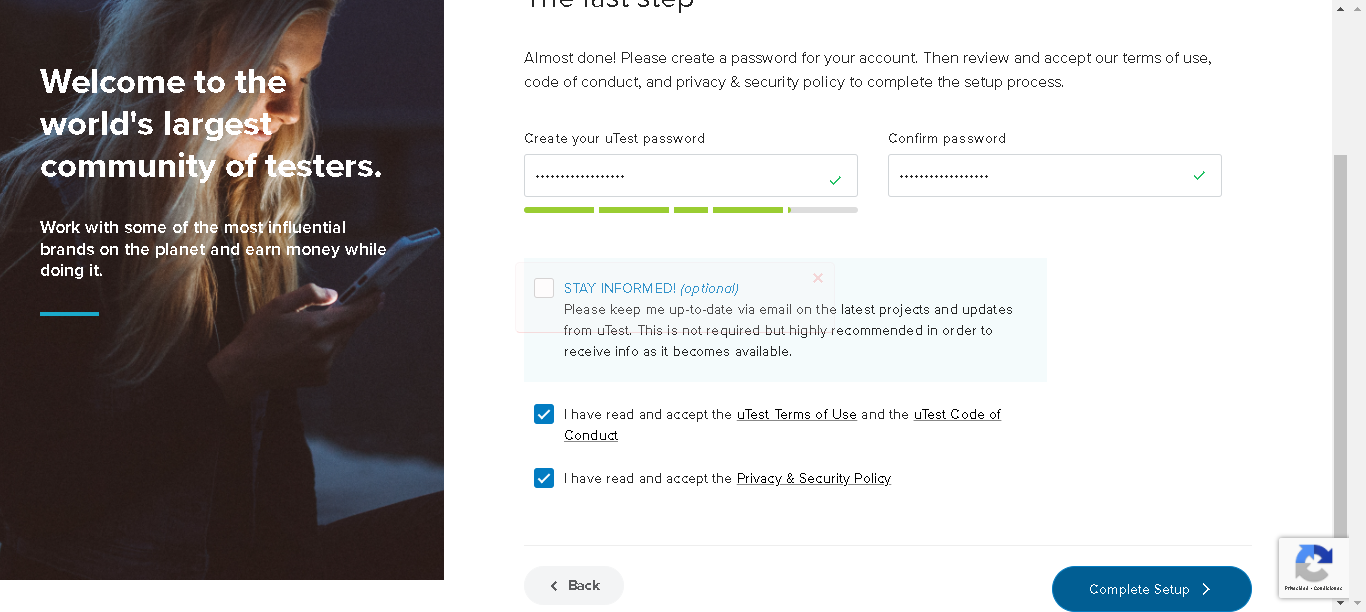 The last step
Welcome to the
world's largest
community of testers.
Work with some of the most influential
brands on the planet and earn money while
doing it.
Almost done! Please create a password for your account. Then review and accept our terms of use,
code of conduct, and privacy & security policy to complete the setup process.
Create your uTest password
Confirm password
STAY INFORMED! (optional)
Please keep me up-to-date via email on the latest projects and updates
from uTest. This is not required but highly recommended in order to
receive info as it becomes available.
I have read and accept the uTest Terms of Use and the uTest Code of
Conduct
I have read and accept the Privacy & Security Policy
Back
Complete Setup
Privacidad - Condiciones